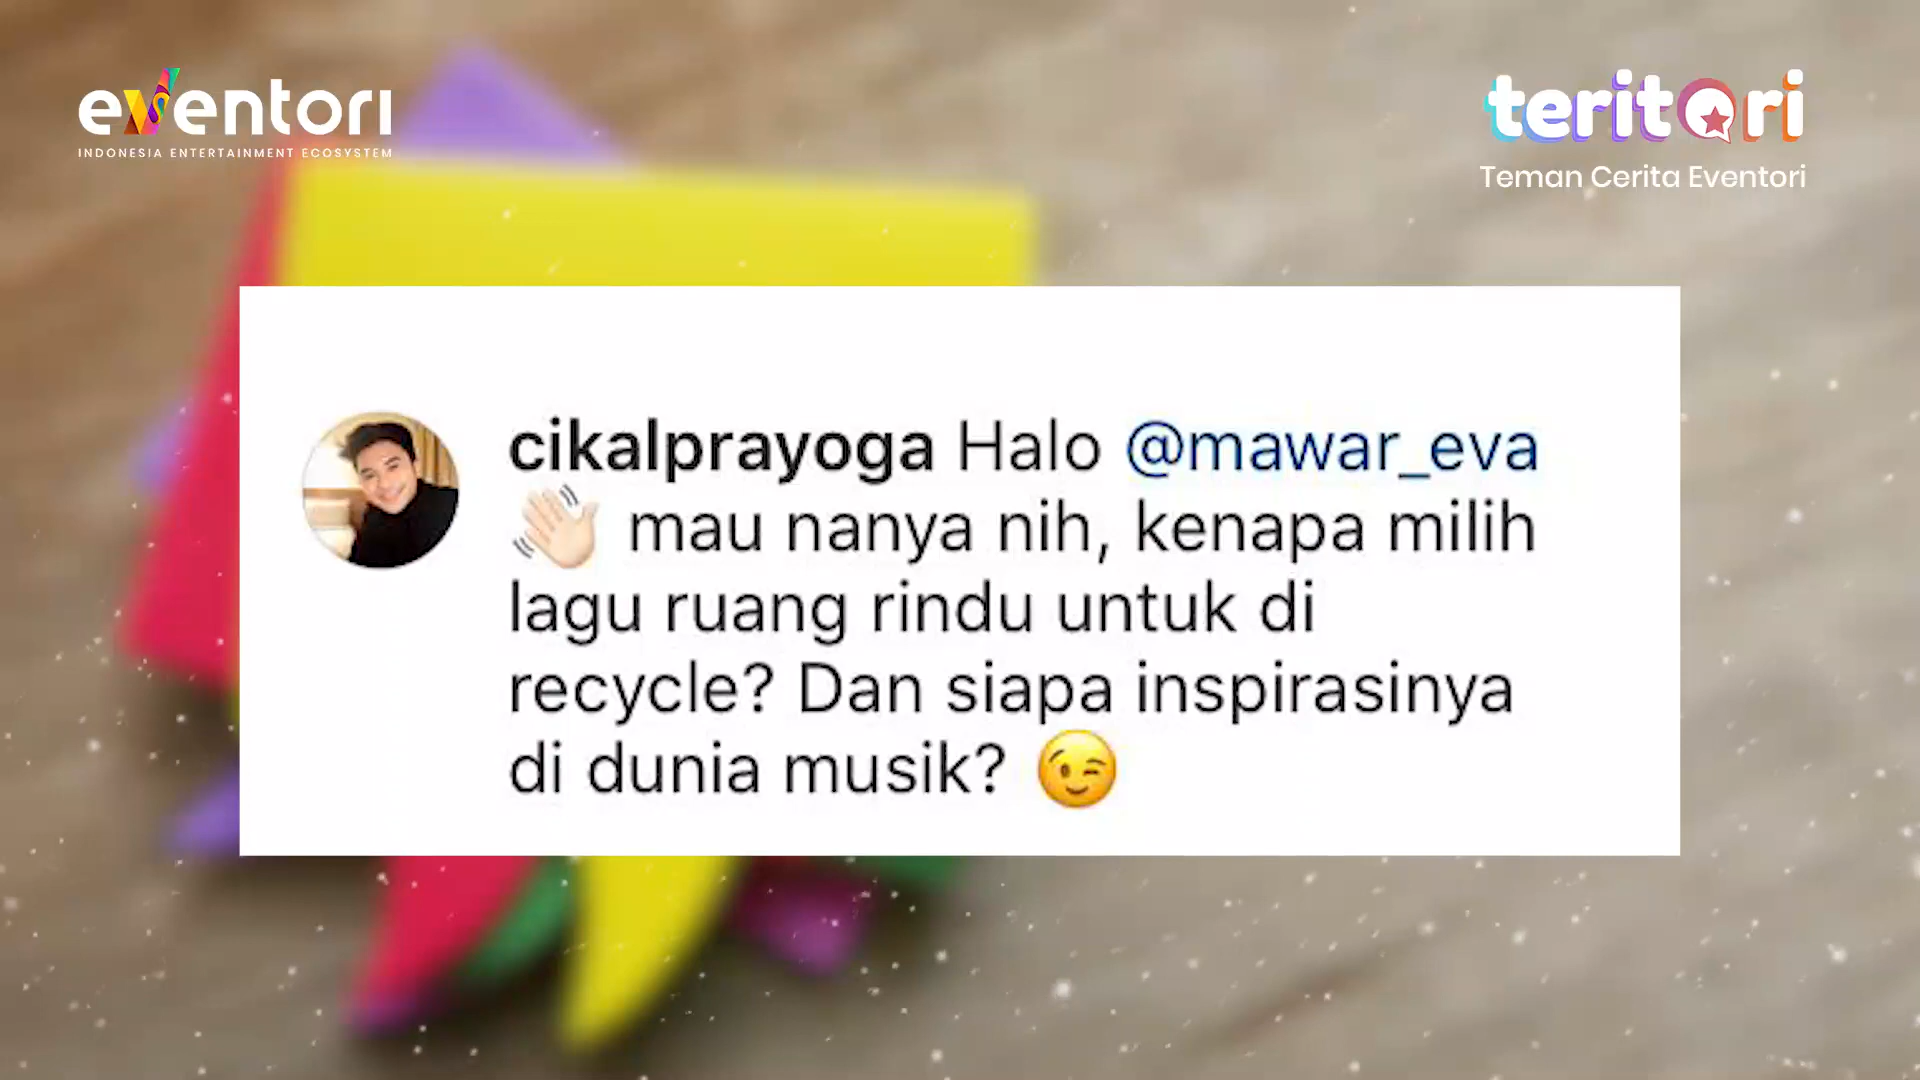 eventori
INDONESIA ENTERTAINMENT ECOSYSTEM
teritori
Teman Cerita Eventori
cikalprayoga Halo @mawar_eva
👋🏻 mau nanya nih, kenapa milih
lagu ruang rindu untuk di
recycle? Dan siapa inspirasinya
di dunia musik? 😉